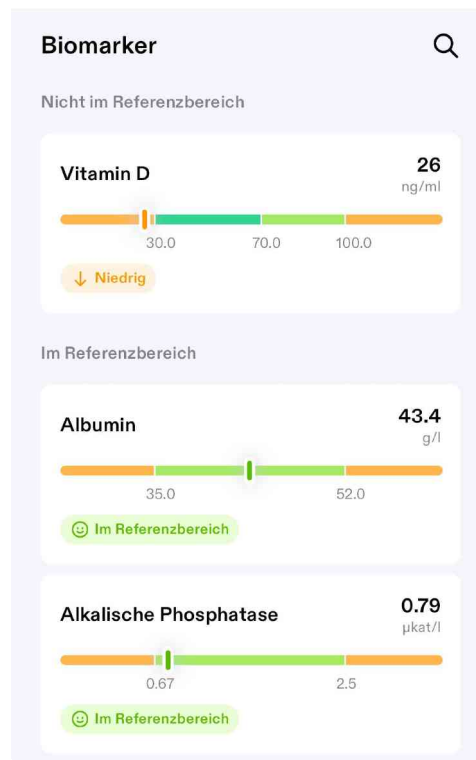 Biomarker
Nicht im Referenzbereich
Vitamin D
26
ng/ml
30.0 70.0 100.0
↓ Niedrig
Im Referenzbereich
Albumin
43.4
g/l
35.0 52.0
Im Referenzbereich
Alkalische Phosphatase
0.79
µkat/l
0.67 2.5
Im Referenzbereich